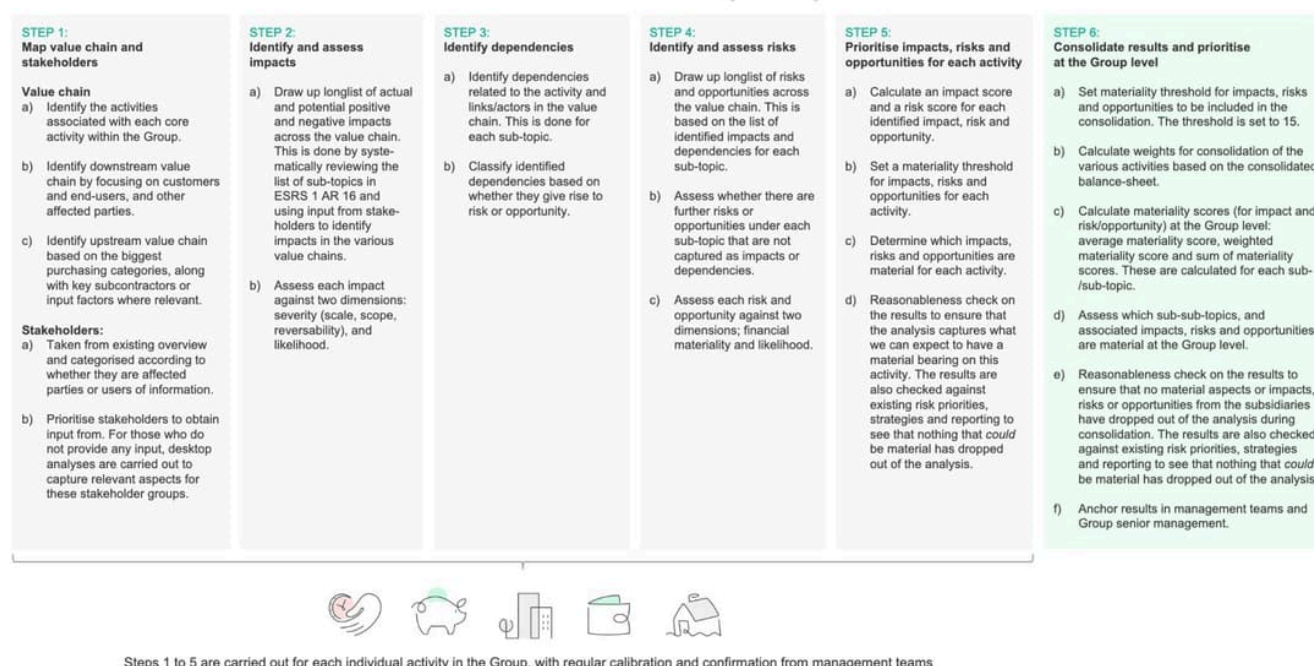 STEP 1:
Map value chain and
stakeholders
Value chain
a) Identify the activities
associated with each core
activity within the Group.
b) Identify downstream value
chain by focusing on customers
and end-users, and other
affected parties.
c) Identify upstream value chain
based on the biggest
purchasing categories, along
with key subcontractors or
input factors where relevant.
Stakeholders:
a) Taken from existing overview
and categorised according to
whether they are affected
parties or users of information.
b) Prioritise stakeholders to obtain
input from. For those who do
not provide any input, desktop
analyses are carried out to
capture relevant aspects for
these stakeholder groups.
STEP 2:
Identify and assess
impacts
a) Draw up longlist of actual
and potential positive
and negative impacts
across the value chain.
This is done by syste-
matically reviewing the
list of sub-topics in
ESRS 1 AR 16 and
using input from stake-
holders to identify
impacts in the various
value chains.
b) Assess each impact
against two dimensions:
severity (scale, scope,
reversability), and
likelihood.
STEP 3:
Identify dependencies
a) Identify dependencies
related to the activity and
links/actors in the value
chain. This is done for
each sub-topic.
b) Classify identified
dependencies based on
whether they give rise to
risk or opportunity.
STEP 4:
Identify and assess risks
a) Draw up longlist of risks
and opportunities across
the value chain. This is
based on the list of
identified impacts and
dependencies for each
sub-topic.
b) Assess whether there are
further risks or
opportunities under each
sub-topic that are not
captured as impacts or
dependencies.
c) Assess each risk and
opportunity against two
dimensions; financial
materiality and likelihood.
STEP 5:
Prioritise impacts, risks and
opportunities for each activity
a) Calculate an impact score
and a risk score for each
identified impact, risk and
opportunity.
b) Set a materiality threshold
for impacts, risks and
opportunities for each
activity.
c) Determine which impacts,
risks and opportunities are
material for each activity.
d) Reasonableness check on
the results to ensure that
the analysis captures what
we can expect to have a
material bearing on this
activity. The results are
also checked against
existing risk priorities,
strategies and reporting to
see that nothing that could
be material has dropped
out of the analysis.
STEP 6:
Consolidate results and prioritise
at the Group level
a) Set materiality threshold for impacts, risks
and opportunities to be included in the
consolidation. The threshold is set to 15.
b) Calculate weights for consolidation of the
various activities based on the consolidated
balance-sheet.
c) Calculate materiality scores (for impact and
risk/opportunity) at the Group level:
average materiality score, weighted
materiality score and sum of materiality
scores. These are calculated for each sub-
/sub-topic.
d) Assess which sub-sub-topics, and
associated impacts, risks and opportunities
are material at the Group level.
e) Reasonableness check on the results to
ensure that no material aspects or impacts,
risks or opportunities from the subsidiaries
have dropped out of the analysis during
consolidation. The results are also checked
against existing risk priorities, strategies
and reporting to see that nothing that could
be material has dropped out of the analysis
f) Anchor results in management teams and
Group senior management.
Steps 1 to 5 are carried out for each individual activity in the Group, with regular calibration and confirmation from management teams